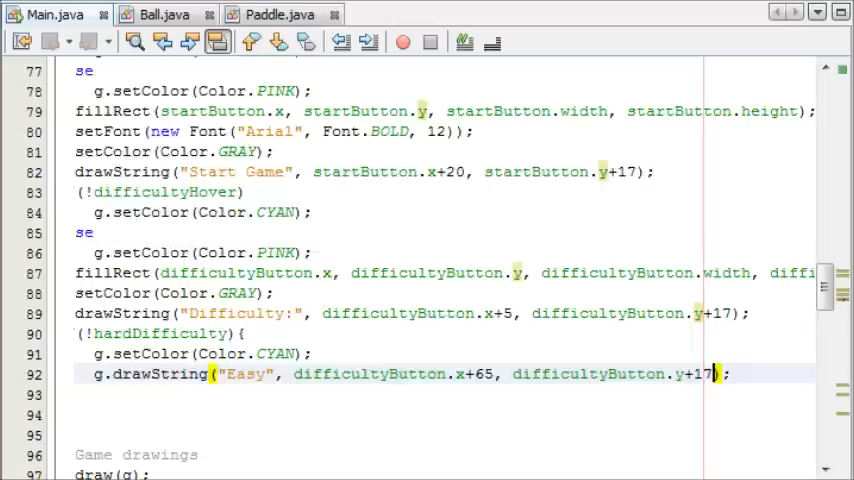 Main.java Ball.java Paddle.java
77 se
78 g.setColor(Color.PINK);
79 fillRect(startButton.x, startButton.y, startButton.width, startButton.height);
80 setFont(new Font("Arial", Font.BOLD, 12));
81 setColor(Color.GRAY);
82 drawString("Start Game", startButton.x+20, startButton.y+17);
83 (!difficultyHover)
84 g.setColor(Color.CYAN);
85 se
86 g.setColor(Color.PINK);
87 fillRect(difficultyButton.x, difficultyButton.y, difficultyButton.width, diffi
88 setColor(Color.GRAY);
89 drawString("Difficulty:", difficultyButton.x+5, difficultyButton.y+17);
90 (!hardDifficulty){
91 g.setColor(Color.CYAN);
92 g.drawString("Easy", difficultyButton.x+65, difficultyButton.y+17);
93
94
95
96 Game drawings
97 draw(g);